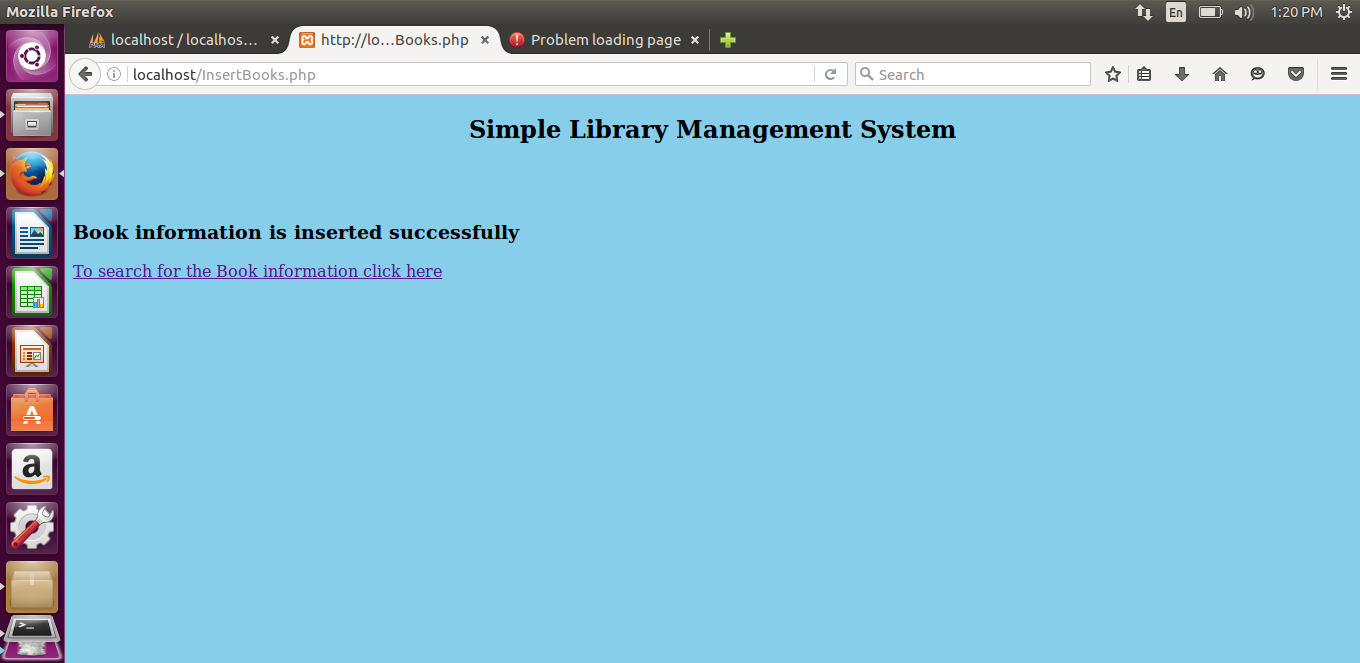 Mozilla Firefox
En
1:20 PM
localhost / localhos...
http://lo...Books.php
Problem loading page
localhost/InsertBooks.php
Search
Simple Library Management System
Book information is inserted successfully
To search for the Book information click here